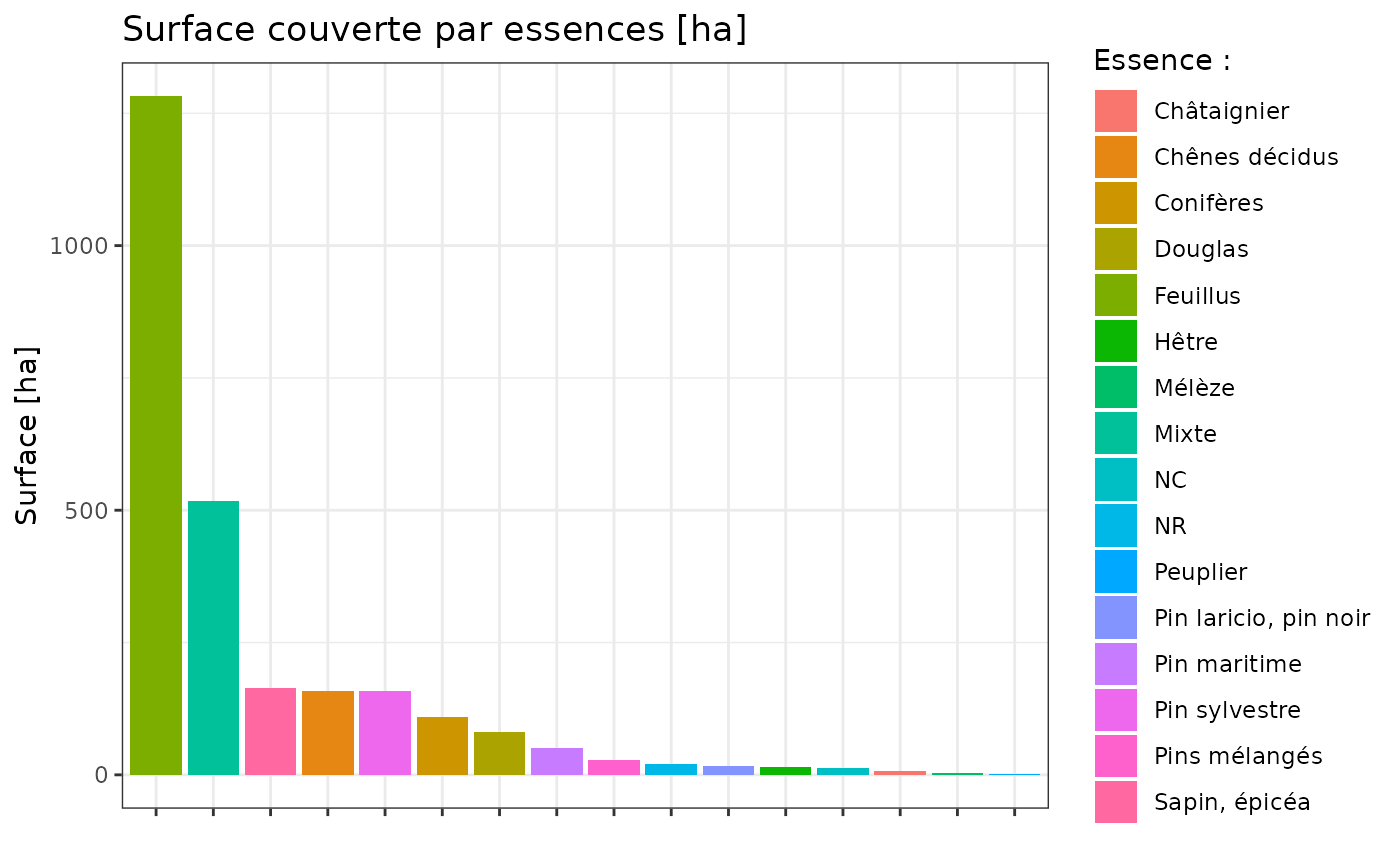 Surface couverte par essences [ha]
Surface [ha]
1000
500
0
Essence :
Châtaignier
Chênes décidus
Conifères
Douglas
Feuillus
Hêtre
Mélèze
Mixte
NC
NR
Peuplier
Pin laricio, pin noir
Pin maritime
Pin sylvestre
Pins mélangés
Sapin, épicéa